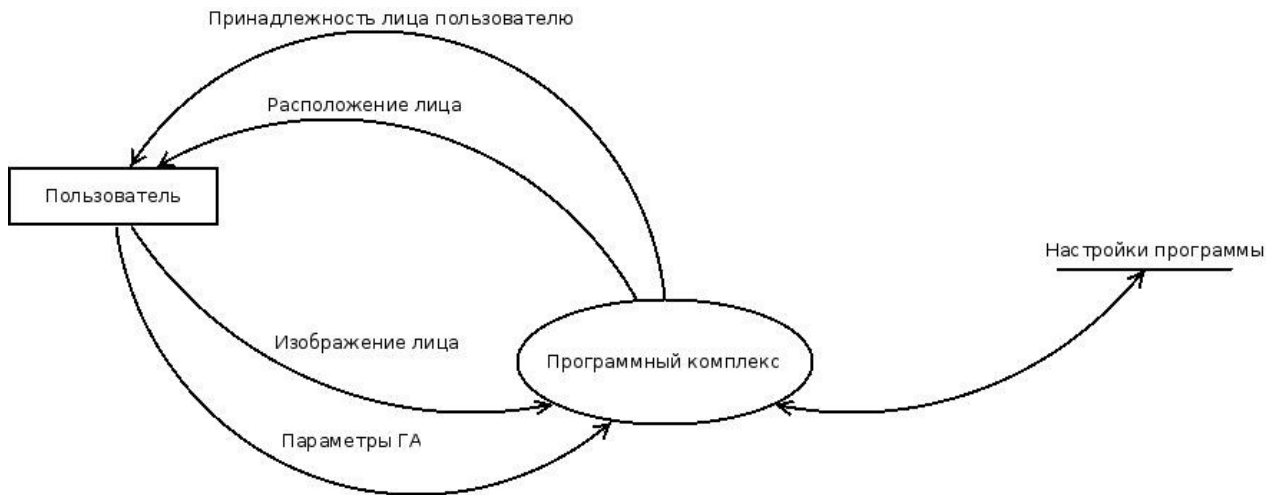 Принадлежность лица пользователю
Расположение лица
Пользователь
Настройки программы
Изображение лица
Программный комплекс
Параметры ГА